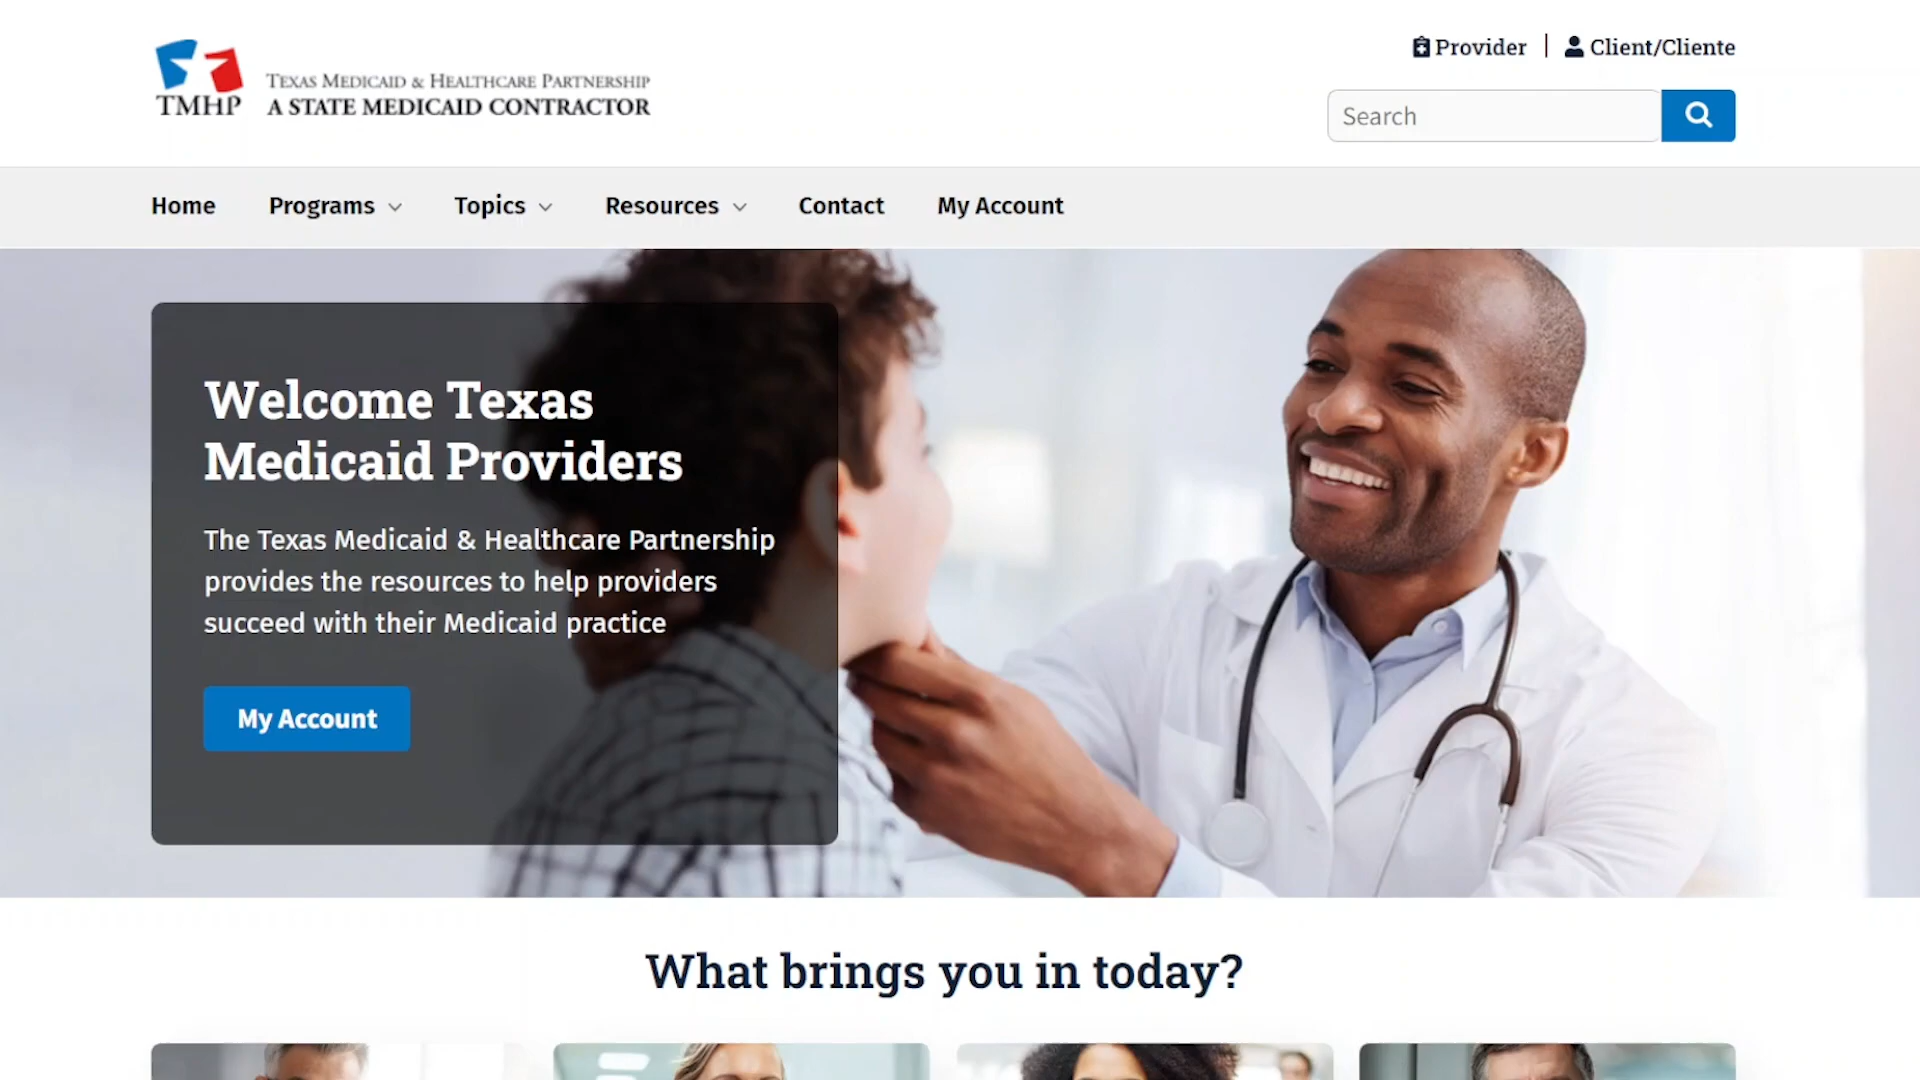 TMHP
TEXAS MEDICAID & HEALTHCARE PARTNERSHIP
A STATE MEDICAID CONTRACTOR
Provider | Client/Cliente
Search
Home Programs Topics Resources Contact My Account
Welcome Texas
Medicaid Providers
The Texas Medicaid & Healthcare Partnership
provides the resources to help providers
succeed with their Medicaid practice
My Account
What brings you in today?